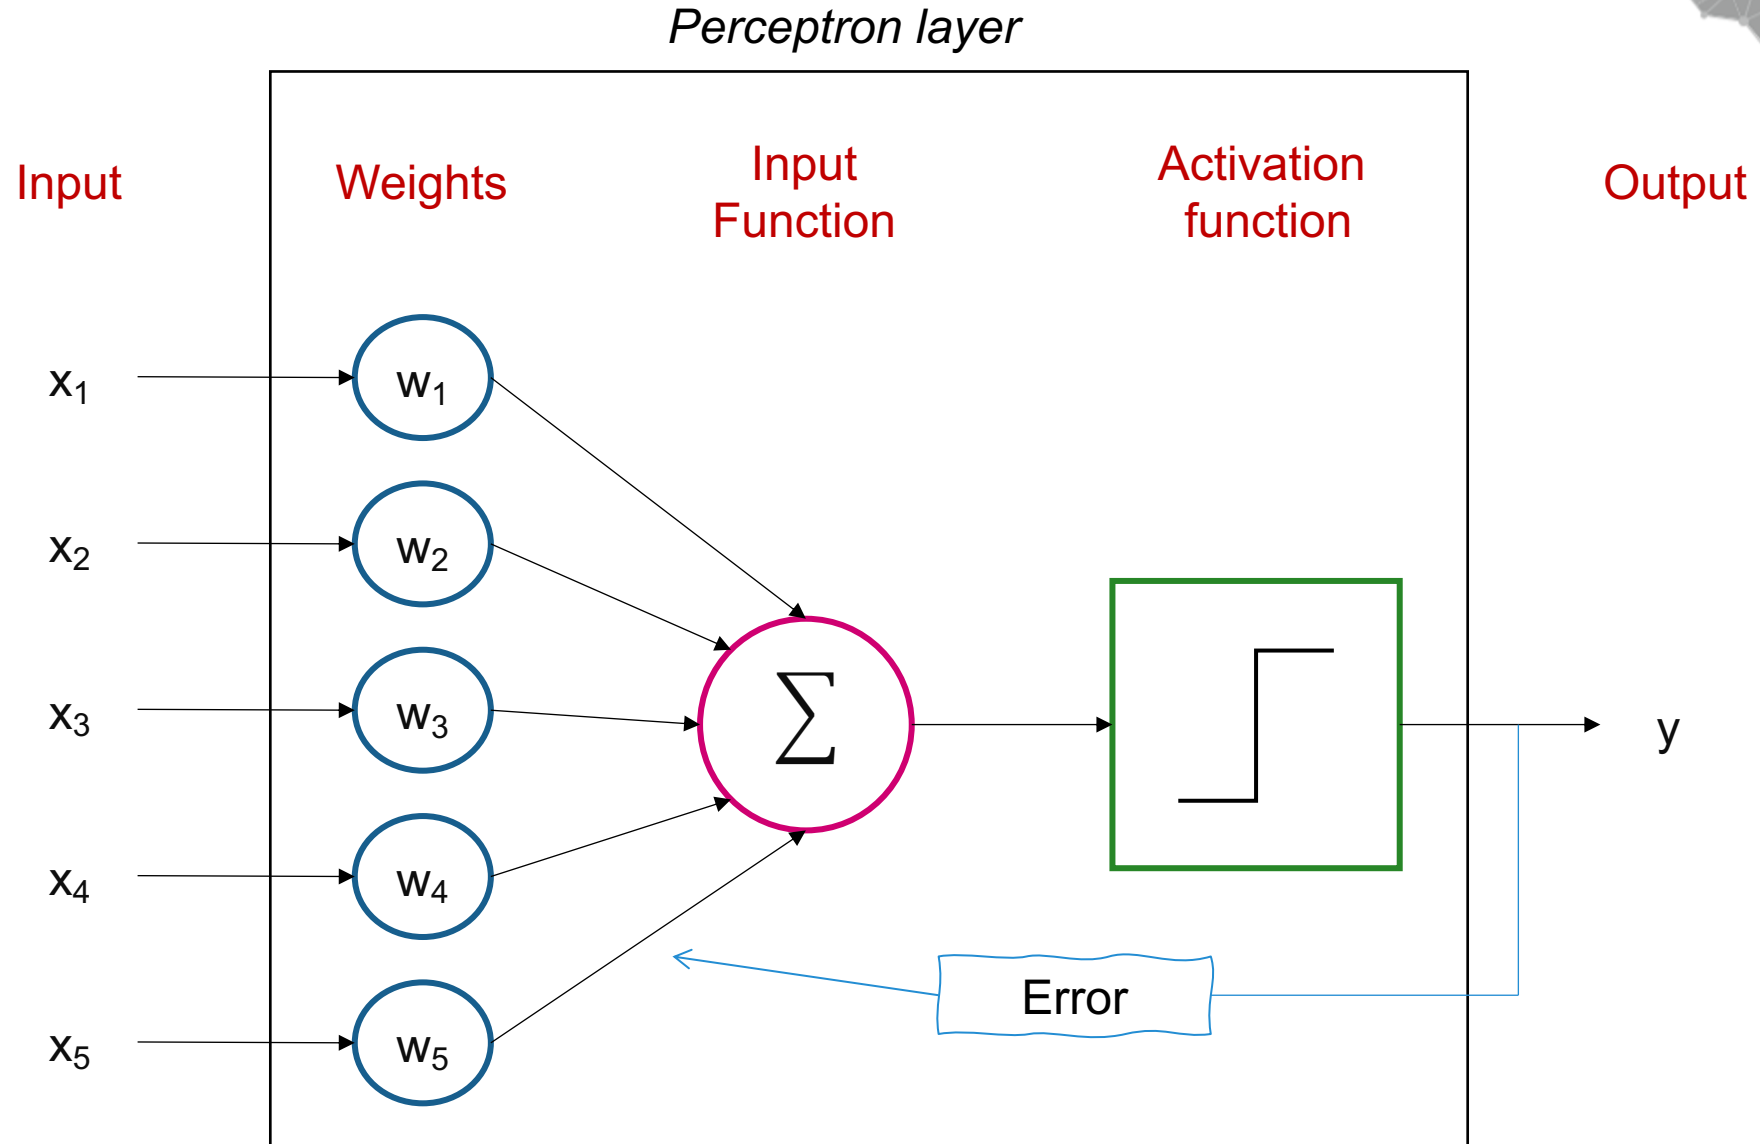 Perceptron layer
Input
Weights
Input
Function
Activation
function
Output
x₁
w₁
x₂
w₂
x₃
w₃
x₄
w₄
x₅
w₅
∑
y
Error